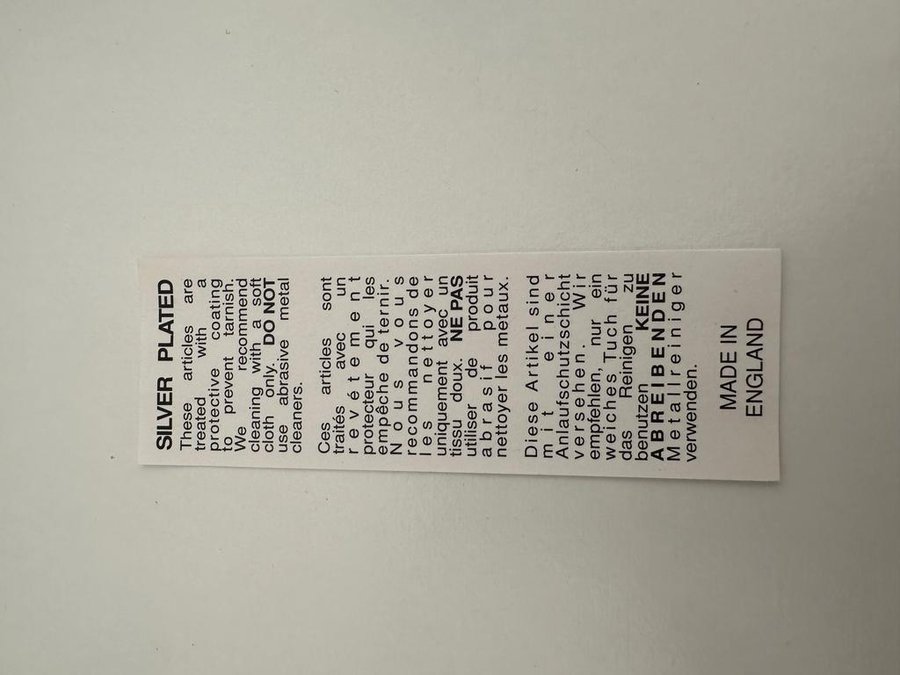 SILVER PLATED
These articles are
treated with a
protective coating
to prevent tarnish.
We recommend
cleaning with a soft
cloth only. DO NOT
use abrasive metal
cleaners.
Ces articles sont
traités avec un
revétement
protecteur qui les
empêche de ternir.
Nous vous
recommandons de
les nettoyer
uniquement avec un
tissu doux. NE PAS
utiliser de produit
abrasif pour
nettoyer les metaux.
Diese Artikel sind
mit einer
Anlaufschutzschicht
versehen. Wir
empfehlen, nur ein
weiches Tuch für
das Reinigen zu
benutzen KEINE
ABREIBENDEN
Metallreiniger
verwenden.
MADE IN
ENGLAND